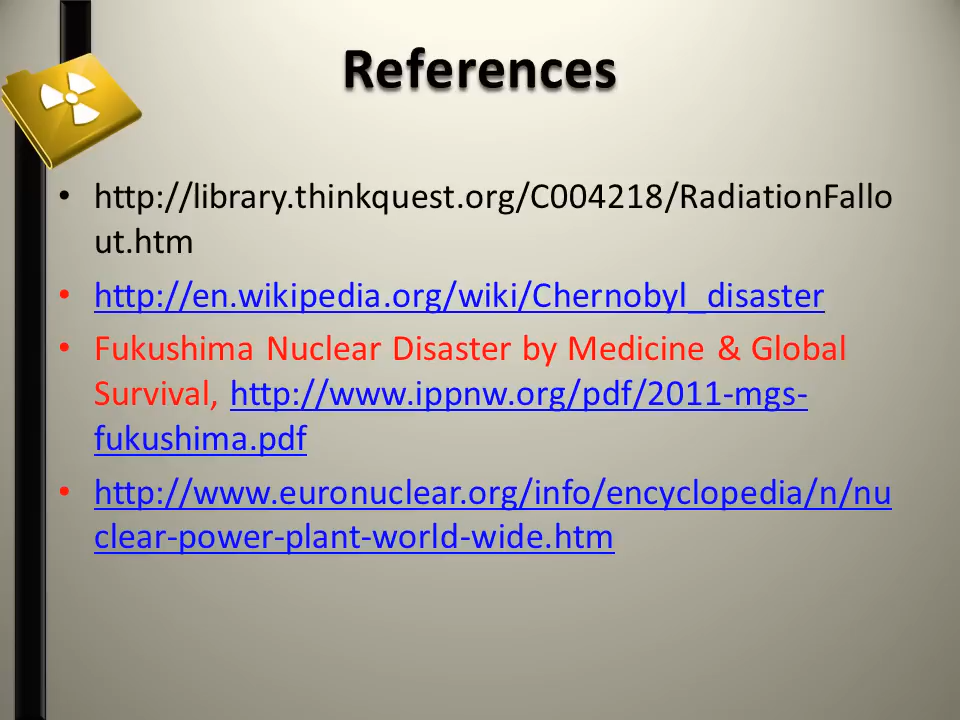 References
• http://library.thinkquest.org/C004218/RadiationFallo
ut.htm
• http://en.wikipedia.org/wiki/Chernobyl_disaster
• Fukushima Nuclear Disaster by Medicine & Global
Survival, http://www.ippnw.org/pdf/2011-mgs-
fukushima.pdf
• http://www.euronuclear.org/info/encyclopedia/n/nu
clear-power-plant-world-wide.htm